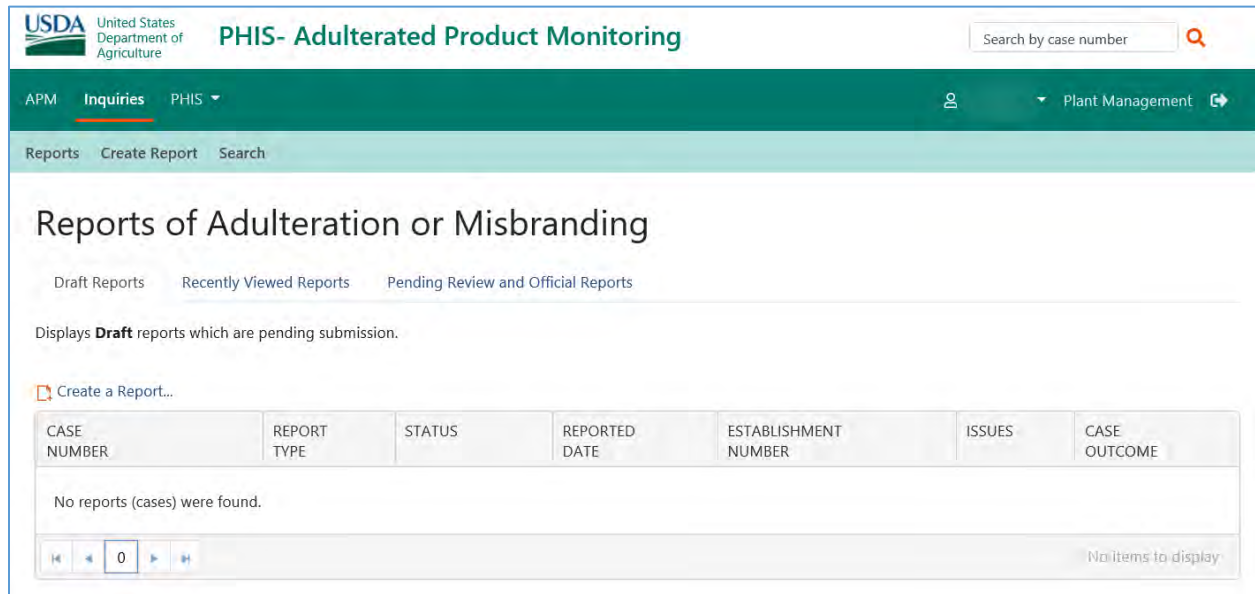 USDA
United States
Department of
Agriculture
PHIS- Adulterated Product Monitoring
Search by case number
APM Inquiries PHIS
Plant Management
Reports Create Report Search
Reports of Adulteration or Misbranding
Draft Reports Recently Viewed Reports Pending Review and Official Reports
Displays Draft reports which are pending submission.
Create a Report...
CASE NUMBER REPORT TYPE STATUS REPORTED DATE ESTABLISHMENT NUMBER ISSUES CASE OUTCOME
No reports (cases) were found.
0
No items to display